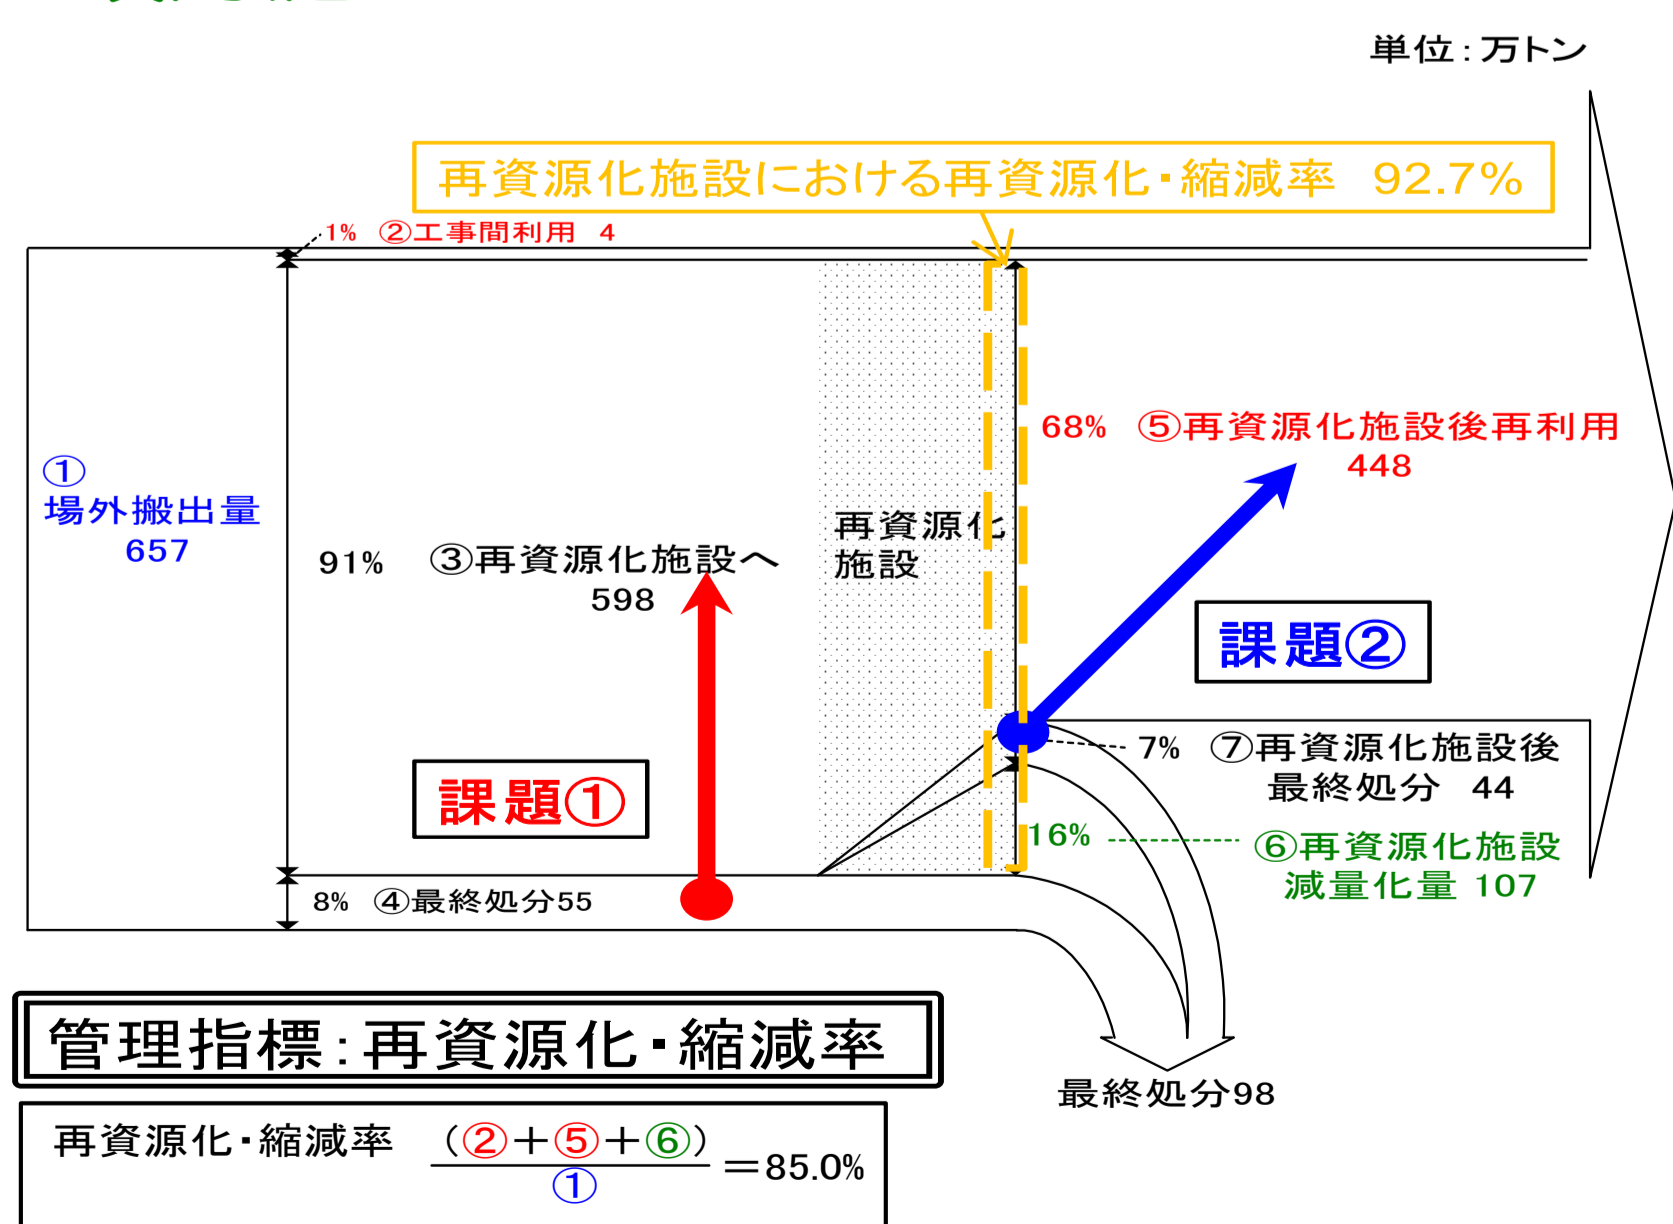 単位：万トン
再資源化施設における再資源化・縮減率　92.7%
1%　②工事間利用　4
①
場外搬出量
657
91%　③再資源化施設へ
598
再資源化
施設
68%　⑤再資源化施設後再利用
448
課題②
7%　⑦再資源化施設後
最終処分　44
課題①
16%
⑥再資源化施設
減量化量 107
8%　④最終処分55
最終処分98
管理指標：再資源化・縮減率
再資源化・縮減率　(②＋⑤＋⑥)
①
＝85.0%